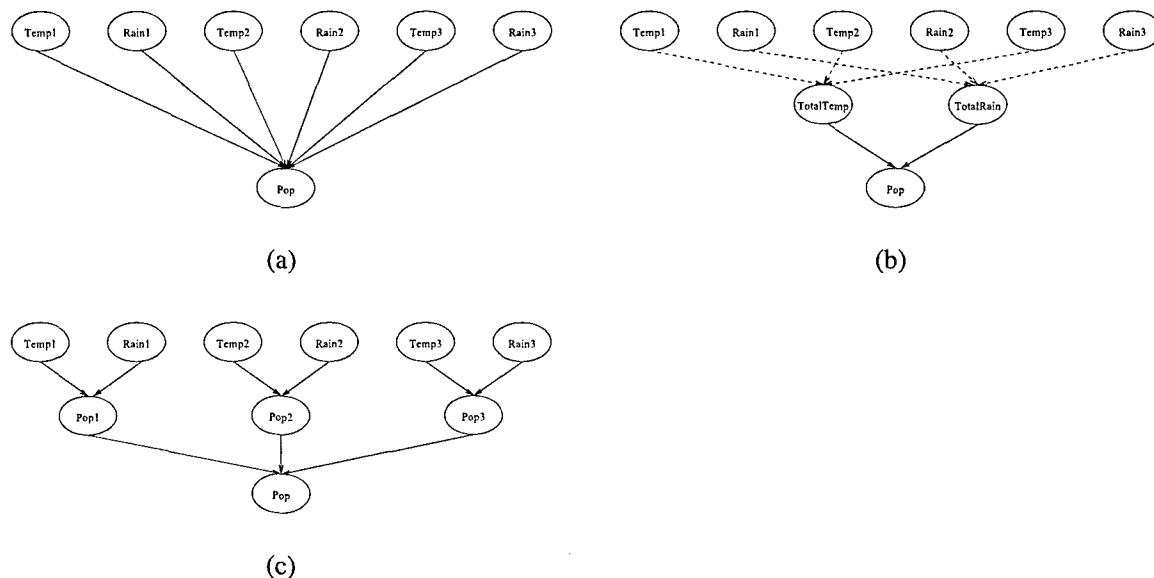 Temp1 Rain1 Temp2 Rain2 Temp3 Rain3
Pop
(a)
Temp1 Rain1 Temp2 Rain2 Temp3 Rain3
TotalTemp TotalRain
Pop
(b)
Temp1 Rain1 Temp2 Rain2 Temp3 Rain3
Pop1 Pop2 Pop3
Pop
(c)